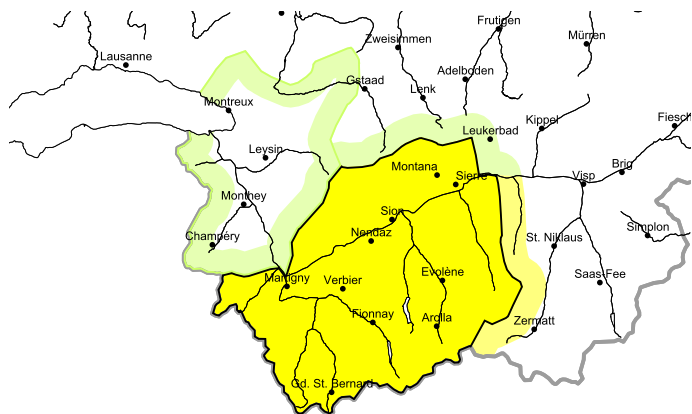 Frutigen
Zweisimmen
Mürren
Lausanne
Adelboden
Gstaad
Lenk
Montreux
Kippel
Fiesch
Leukerbad
Leysin
Montana
Sierre
Visp
Brig
Monthey
Sion
Nendaz
Champéry
St. Niklaus
Simplon
Martigny
Verbier
Evolène
Saas-Fee
Fionnay
Arolla
Zermatt
Gd. St. Bernard